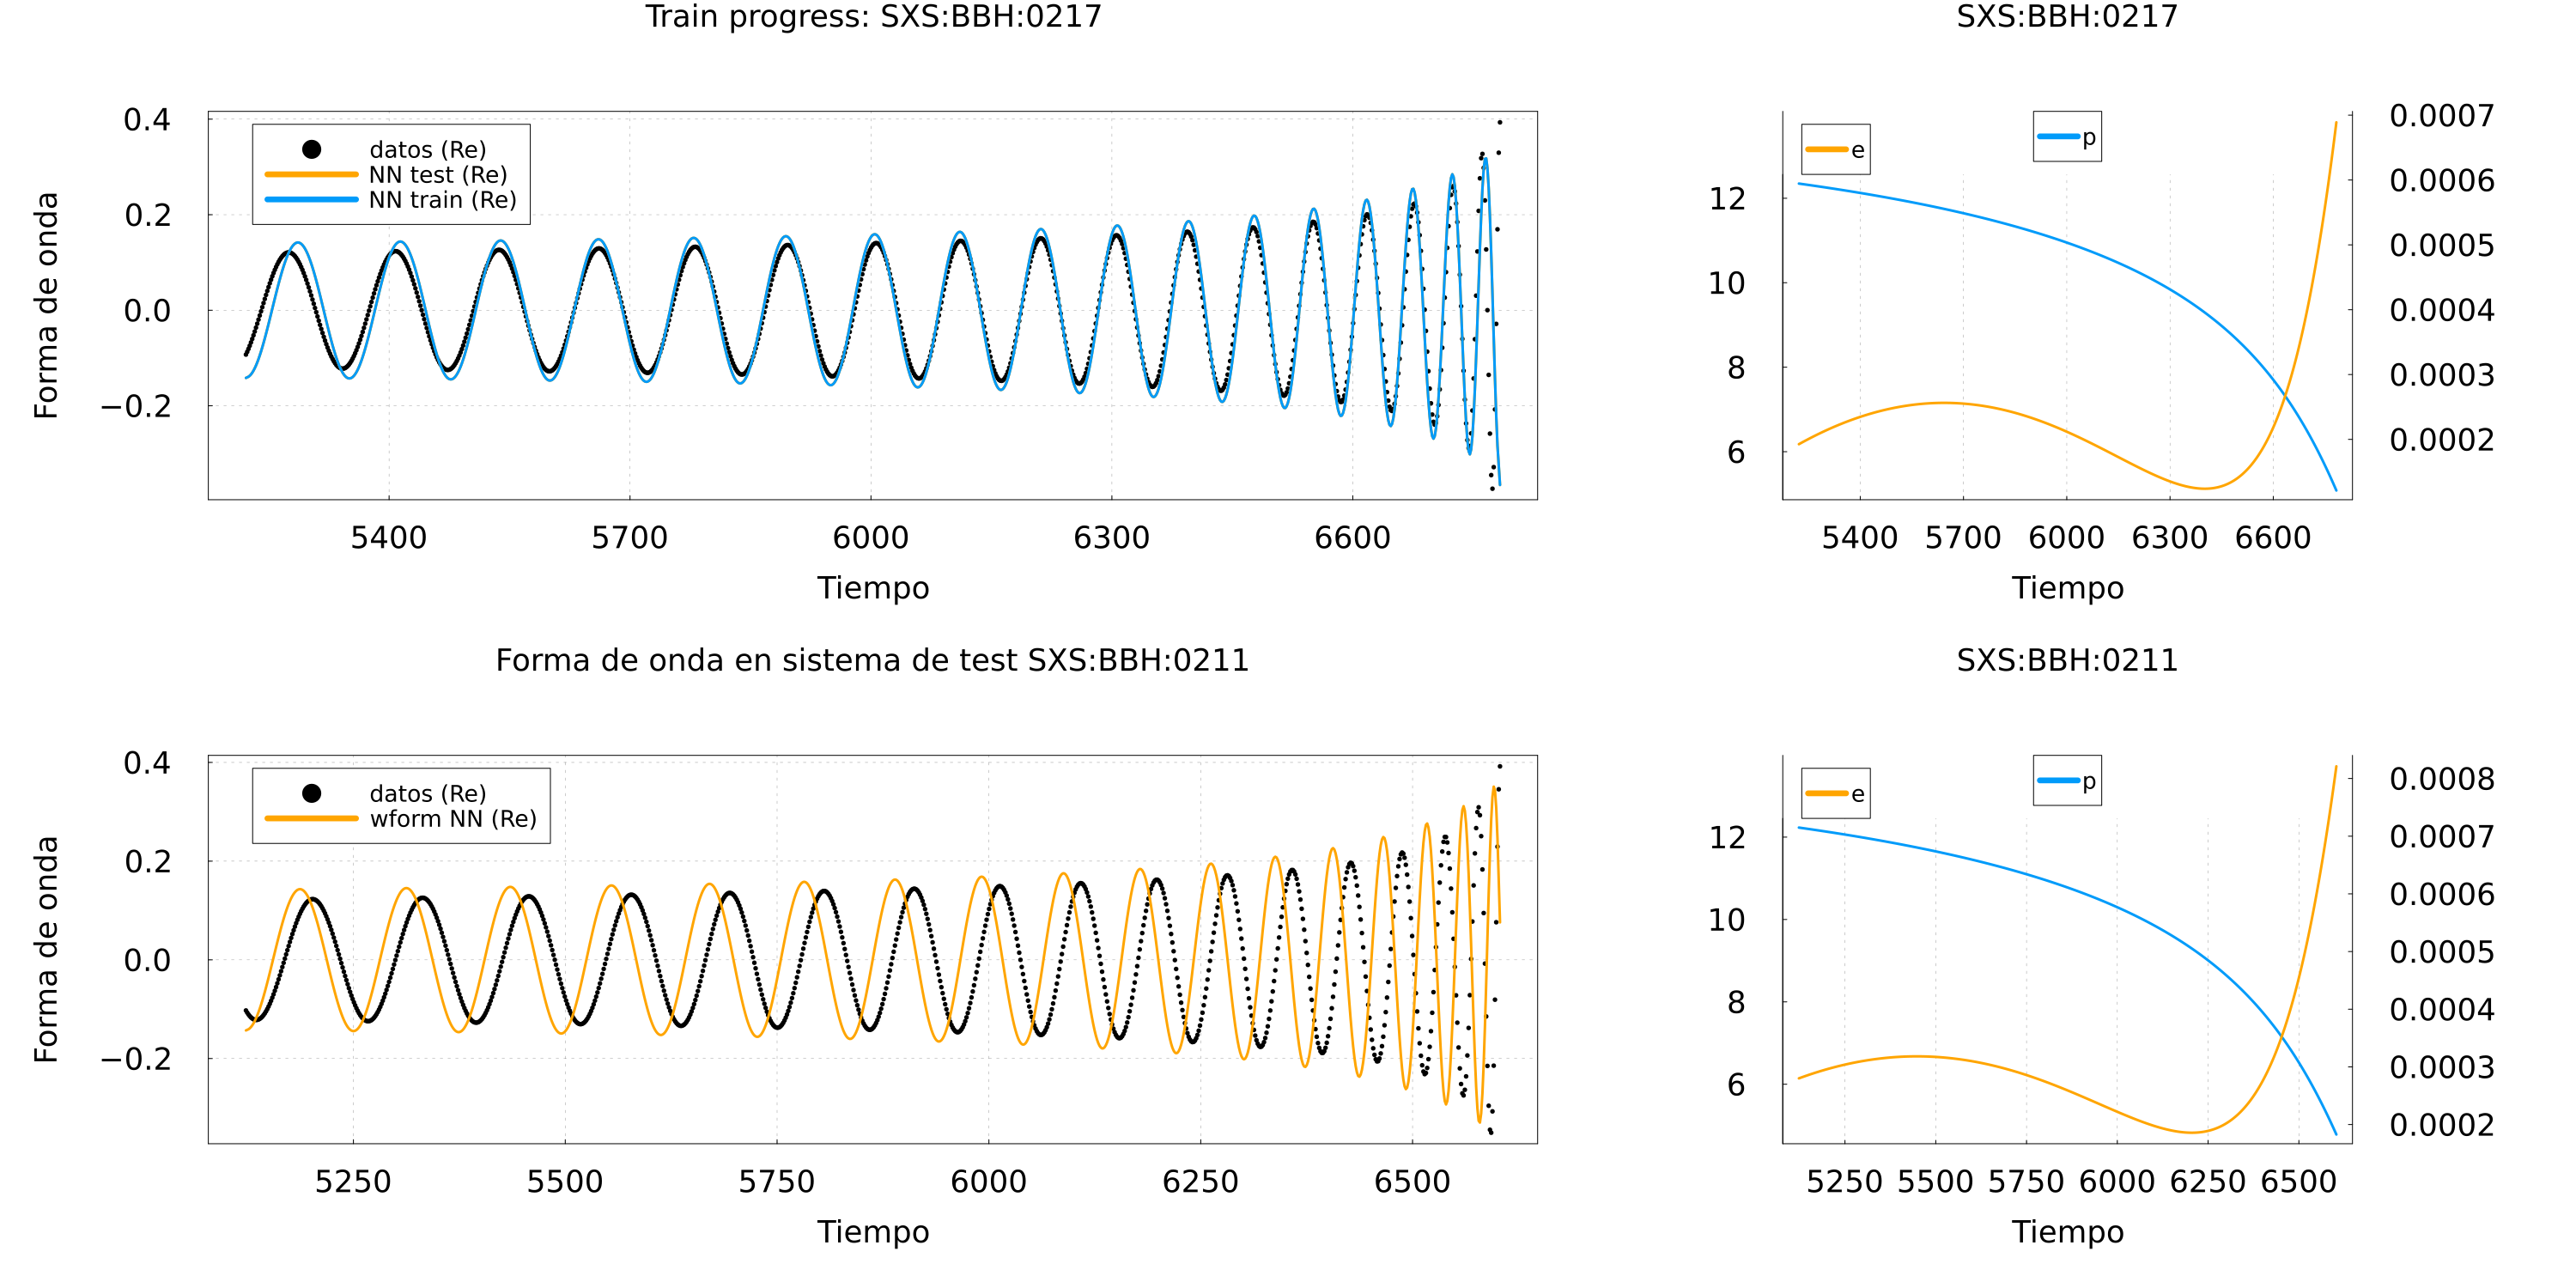 Train progress: SXS:BBH:0217
0.4
0.2
0.0
−0.2
Forma de onda
datos (Re)
NN test (Re)
NN train (Re)
5400 5700 6000 6300 6600
Tiempo
SXS:BBH:0217
12
10
8
6
e
p
0.0007
0.0006
0.0005
0.0004
0.0003
0.0002
5400 5700 6000 6300 6600
Tiempo
Forma de onda en sistema de test SXS:BBH:0211
0.4
0.2
0.0
−0.2
Forma de onda
datos (Re)
wform NN (Re)
5250 5500 5750 6000 6250 6500
Tiempo
SXS:BBH:0211
12
10
8
6
e
p
0.0008
0.0007
0.0006
0.0005
0.0004
0.0003
0.0002
5250 5500 5750 6000 6250 6500
Tiempo